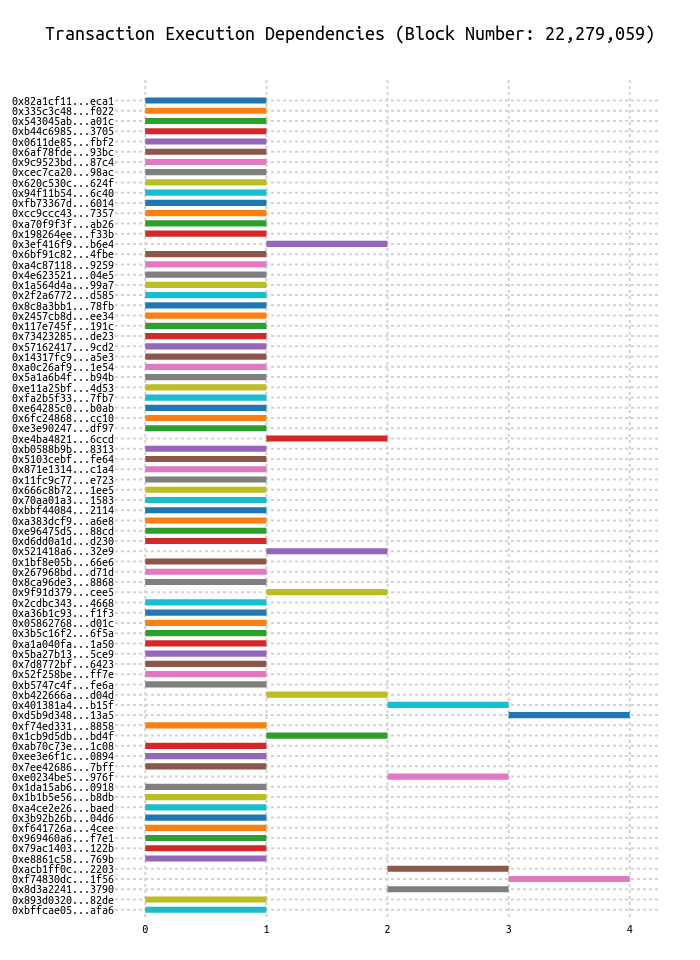 Transaction Execution Dependencies (Block Number: 22,279,059)
0x82a1cf11...eca1
0x335c3c48...f022
0x543045ab...a01c
0xb44c6985...3705
0x0611de85...fbf2
0x6af78fde...93bc
0x9c9523bd...87c4
0xcec7ca20...98ac
0x620c530c...624f
0x94f11b54...6c40
0xfb73367d...6014
0xcc9ccc43...7357
0xa70f9f3f...ab26
0x198264ee...f33b
0x3ef416f9...b6e4
0x6bf91c82...4fbe
0xa4c87118...9259
0x4e623521...04e5
0x1a564d4a...99a7
0x2f2a6772...d585
0x8c8a3bb1...78fb
0x2457cb8d...ee34
0x117e745f...191c
0x73423285...de23
0x57162417...9cd2
0x14317fc9...a5e3
0xa0c26af9...1e54
0x5a1a6b4f...b94b
0xe11a25bf...4d53
0xfa2b5f33...7fb7
0xe64285c0...b0ab
0x6fc24868...cc10
0xe3e90247...df97
0xe4ba4821...6ccd
0xb0588b9b...8313
0x5103cebf...fe64
0x871e1314...c1a4
0x11fc9c77...e723
0x666c8b72...1ee5
0x70aa01a3...1583
0xbbf44084...2114
0xa383dcf9...a6e8
0xe96475d5...88cd
0xd6dd0a1d...d230
0x521418a6...32e9
0x1bf8e05b...66e6
0x267968bd...d71d
0x8ca96de3...8868
0x9f91d379...cee5
0x2cdbc343...4668
0xa36b1c93...f1f3
0x05862768...d01c
0x3b5c16f2...6f5a
0xa1a040fa...1a50
0x5ba27b13...5ce9
0x7d8772bf...6423
0x52f258be...ff7e
0xb5747c4f...fe6a
0xb422666a...d04d
0x401381a4...b15f
0xd5b9d348...13a5
0xf74ed331...8858
0x1cb9d5db...bd4f
0xab70c73e...1c08
0xee3e6f1c...0894
0x7ee42686...7bff
0xe0234be5...976f
0x1da15ab6...0918
0x1b1b5e56...b8db
0xa4ce2e26...baed
0x3b92b26b...04d6
0xf641726a...4cee
0x969460a6...f7e1
0x79ac1403...122b
0xe8861c58...769b
0xacb1ff0c...2203
0xf74830dc...1f56
0x8d3a2241...3790
0x893d0320...82de
0xbffcae05...afa6
0 1 2 3 4